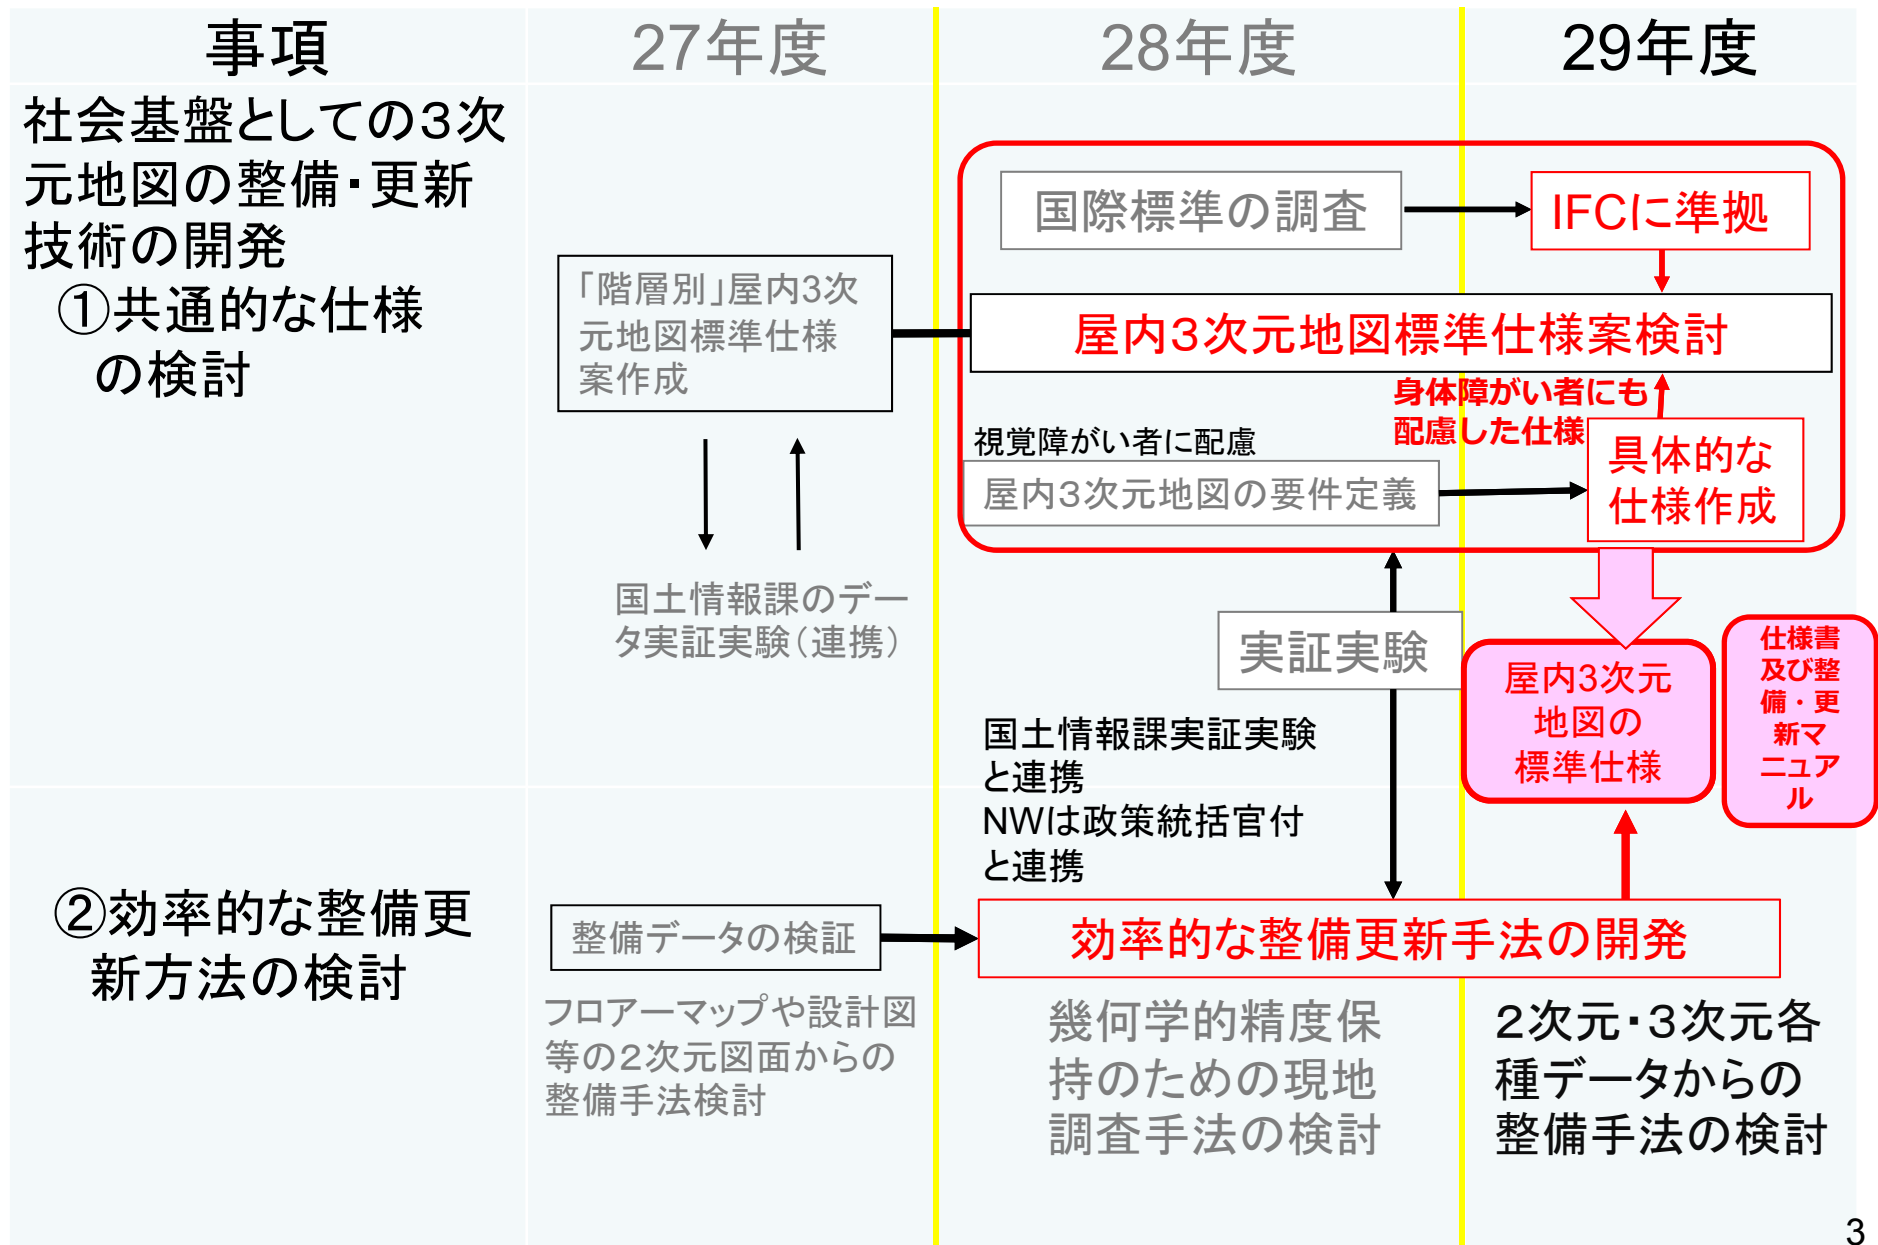 事項
27年度
28年度
29年度
社会基盤としての３次
元地図の整備・更新
技術の開発
①共通的な仕様
の検討
「階層別」屋内3次
元地図標準仕様
案作成
国土情報課のデー
タ実証実験（連携）
国際標準の調査
IFCに準拠
屋内３次元地図標準仕様案検討
身体障がい者にも
配慮した仕様
視覚障がい者に配慮
屋内３次元地図の要件定義
具体的な
仕様作成
実証実験
国土情報課実証実験
と連携
NWは政策統括官付
と連携
屋内3次元
地図の
標準仕様
仕様書
及び整
備・更
新マ
ニュア
ル
②効率的な整備更
新方法の検討
整備データの検証
効率的な整備更新手法の開発
フロアーマップや設計図
等の２次元図面からの
整備手法検討
幾何学的精度保
持のための現地
調査手法の検討
２次元・３次元各
種データからの
整備手法の検討
3